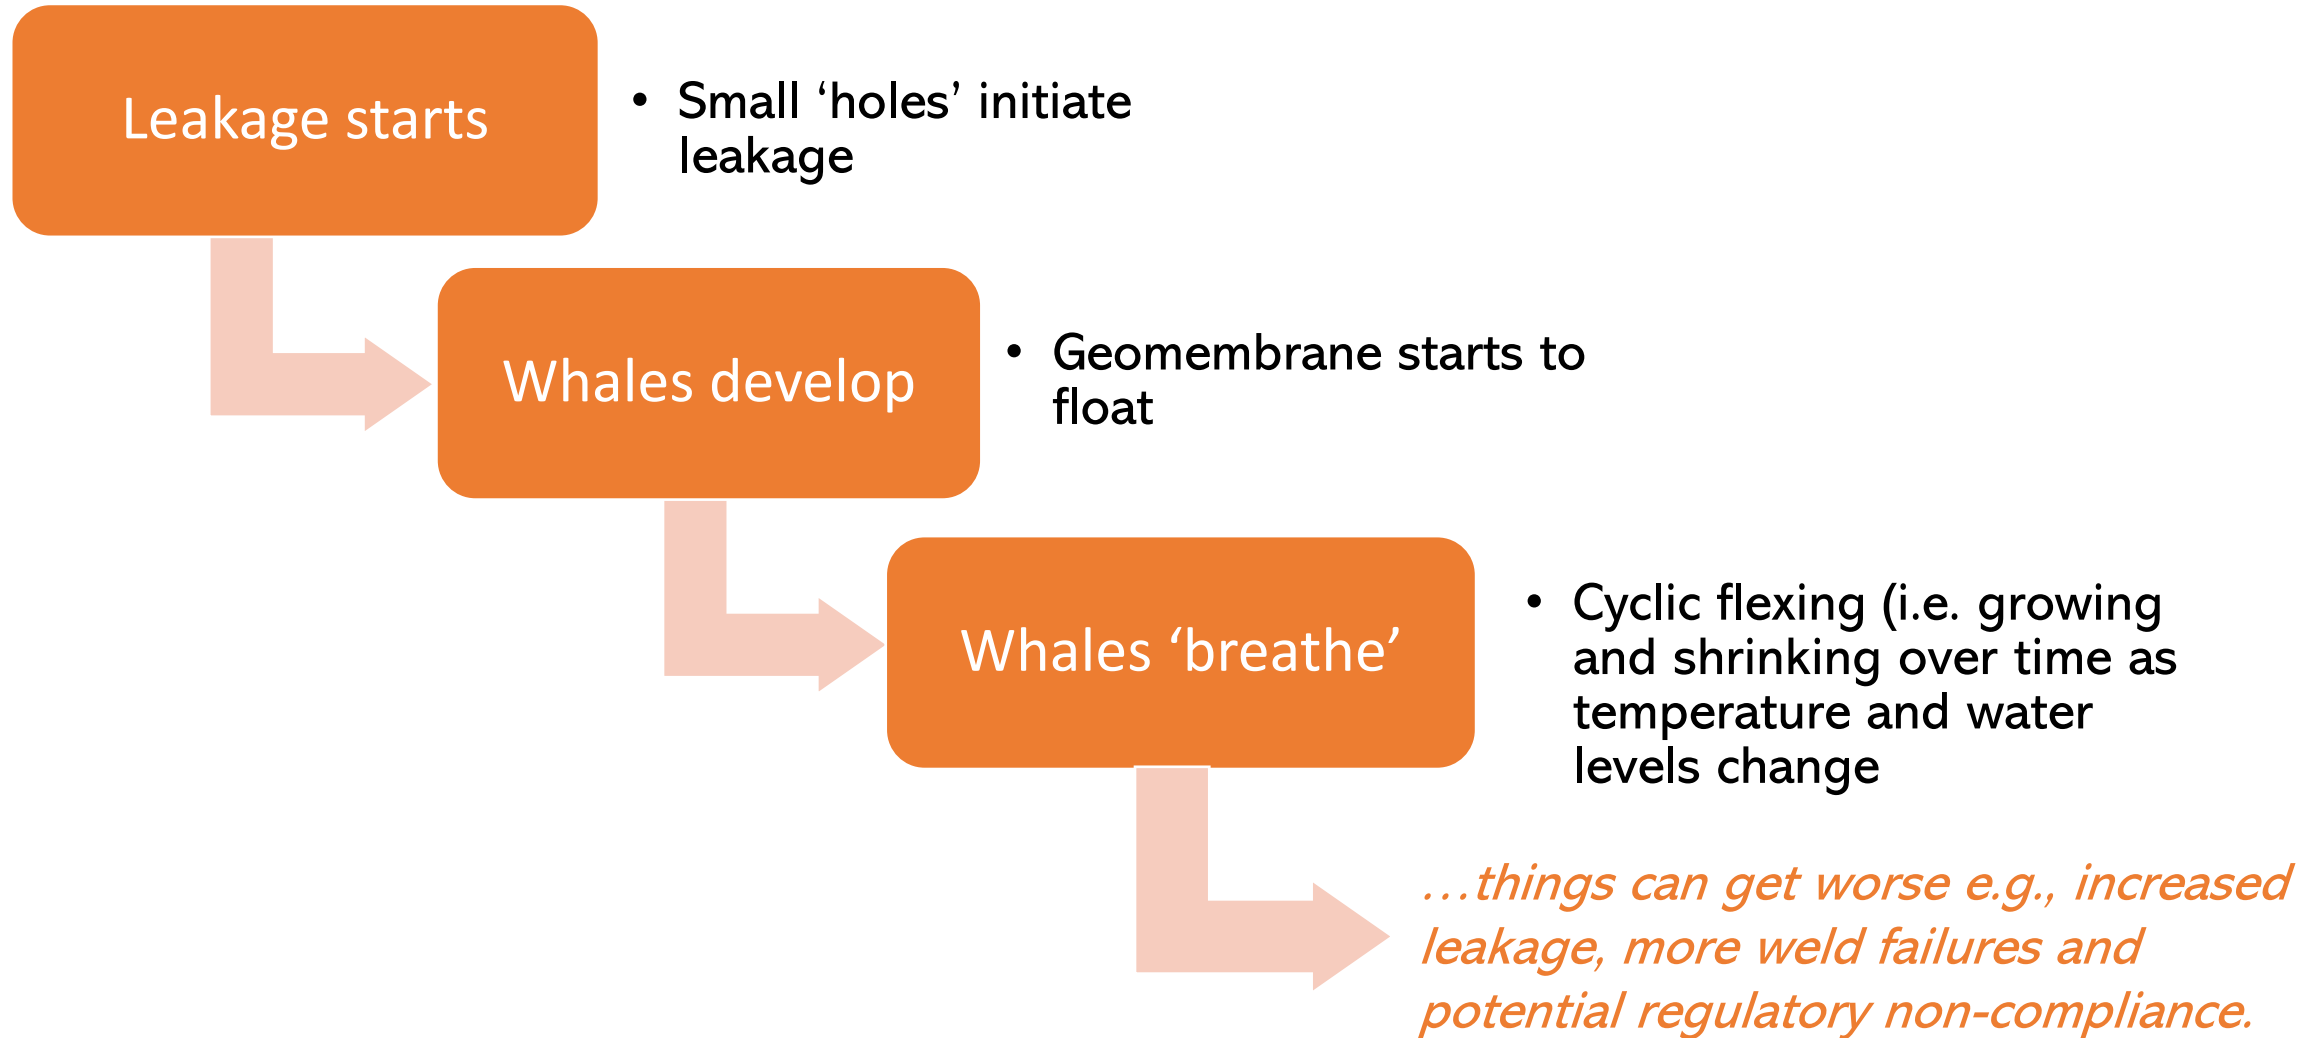 Leakage starts
• Small ‘holes’ initiate
leakage
Whales develop
• Geomembrane starts to
float
Whales ‘breathe’
• Cyclic flexing (i.e. growing
and shrinking over time as
temperature and water
levels change
…things can get worse e.g., increased
leakage, more weld failures and
potential regulatory non-compliance.